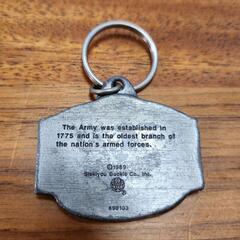 The Army was established in
1775 and is the oldest branch of
the nation's armed forces.
©1989
Siskiyou Buckle Co., Inc.